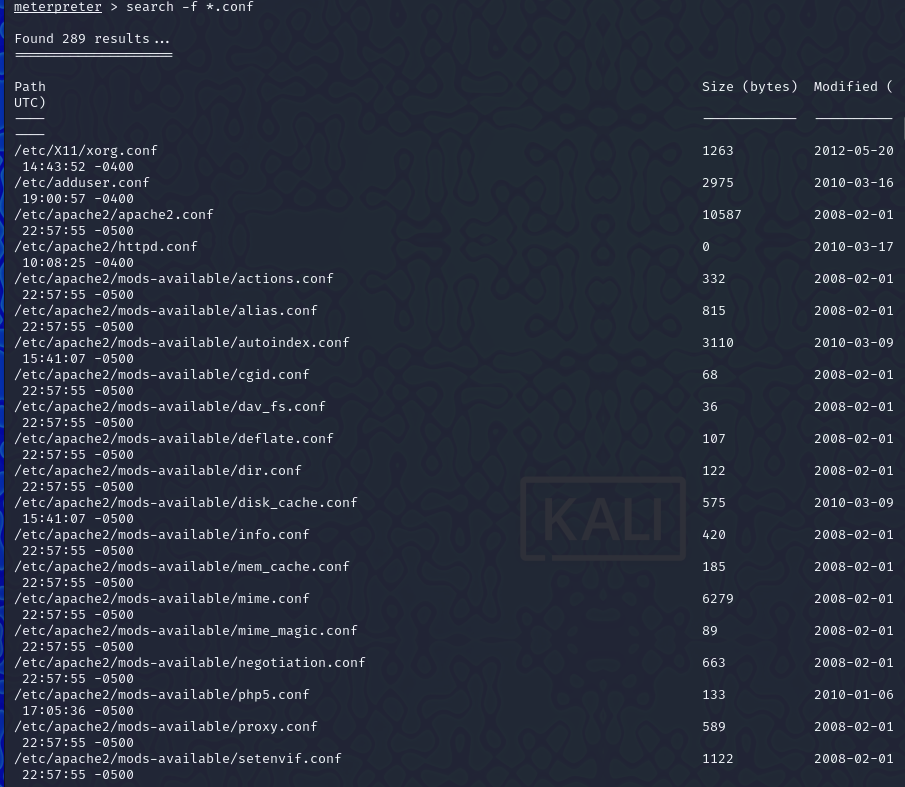 meterpreter > search -f *.conf
Found 289 results...
====================
Path Size (bytes) Modified (
UTC)
---- ------------ ----------
----
/etc/X11/xorg.conf 1263 2012-05-20
14:43:52 -0400
/etc/adduser.conf 2975 2010-03-16
19:00:57 -0400
/etc/apache2/apache2.conf 10587 2008-02-01
22:57:55 -0500
/etc/apache2/httpd.conf 0 2010-03-17
10:08:25 -0400
/etc/apache2/mods-available/actions.conf 332 2008-02-01
22:57:55 -0500
/etc/apache2/mods-available/alias.conf 815 2008-02-01
22:57:55 -0500
/etc/apache2/mods-available/autoindex.conf 3110 2010-03-09
15:41:07 -0500
/etc/apache2/mods-available/cgid.conf 68 2008-02-01
22:57:55 -0500
/etc/apache2/mods-available/dav_fs.conf 36 2008-02-01
22:57:55 -0500
/etc/apache2/mods-available/deflate.conf 107 2008-02-01
22:57:55 -0500
/etc/apache2/mods-available/dir.conf 122 2008-02-01
22:57:55 -0500
/etc/apache2/mods-available/disk_cache.conf 575 2010-03-09
15:41:07 -0500
/etc/apache2/mods-available/info.conf 420 2008-02-01
22:57:55 -0500
/etc/apache2/mods-available/mem_cache.conf 185 2008-02-01
22:57:55 -0500
/etc/apache2/mods-available/mime.conf 6279 2008-02-01
22:57:55 -0500
/etc/apache2/mods-available/mime_magic.conf 89 2008-02-01
22:57:55 -0500
/etc/apache2/mods-available/negotiation.conf 663 2008-02-01
22:57:55 -0500
/etc/apache2/mods-available/php5.conf 133 2010-01-06
17:05:36 -0500
/etc/apache2/mods-available/proxy.conf 589 2008-02-01
22:57:55 -0500
/etc/apache2/mods-available/setenvif.conf 1122 2008-02-01
22:57:55 -0500
KALI